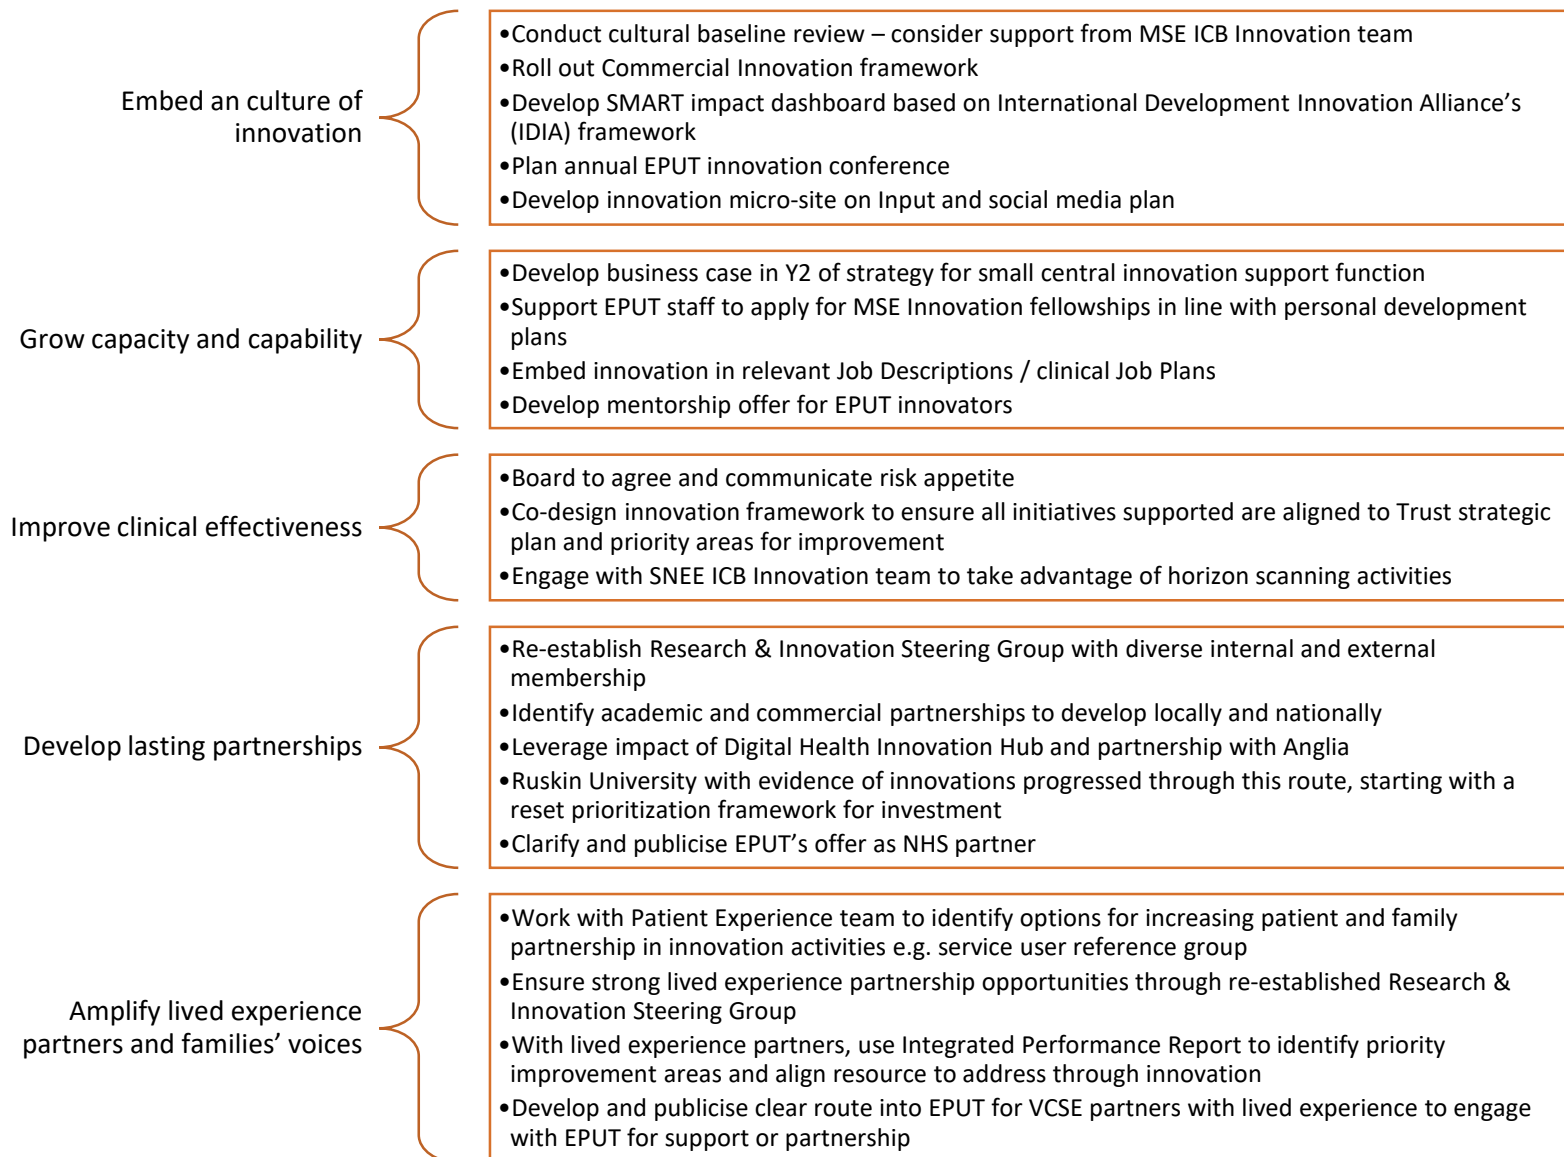 Embed an culture of
innovation
•Conduct cultural baseline review – consider support from MSE ICB Innovation team
•Roll out Commercial Innovation framework
•Develop SMART impact dashboard based on International Development Innovation Alliance’s
(IDIA) framework
•Plan annual EPUT innovation conference
•Develop innovation micro-site on Input and social media plan
Grow capacity and capability
•Develop business case in Y2 of strategy for small central innovation support function
•Support EPUT staff to apply for MSE Innovation fellowships in line with personal development
plans
•Embed innovation in relevant Job Descriptions / clinical Job Plans
•Develop mentorship offer for EPUT innovators
Improve clinical effectiveness
•Board to agree and communicate risk appetite
•Co-design innovation framework to ensure all initiatives supported are aligned to Trust strategic
plan and priority areas for improvement
•Engage with SNEE ICB Innovation team to take advantage of horizon scanning activities
Develop lasting partnerships
•Re-establish Research & Innovation Steering Group with diverse internal and external
membership
•Identify academic and commercial partnerships to develop locally and nationally
•Leverage impact of Digital Health Innovation Hub and partnership with Anglia
•Ruskin University with evidence of innovations progressed through this route, starting with a
reset prioritization framework for investment
•Clarify and publicise EPUT’s offer as NHS partner
Amplify lived experience
partners and families’ voices
•Work with Patient Experience team to identify options for increasing patient and family
partnership in innovation activities e.g. service user reference group
•Ensure strong lived experience partnership opportunities through re-established Research &
Innovation Steering Group
•With lived experience partners, use Integrated Performance Report to identify priority
improvement areas and align resource to address through innovation
•Develop and publicise clear route into EPUT for VCSE partners with lived experience to engage
with EPUT for support or partnership